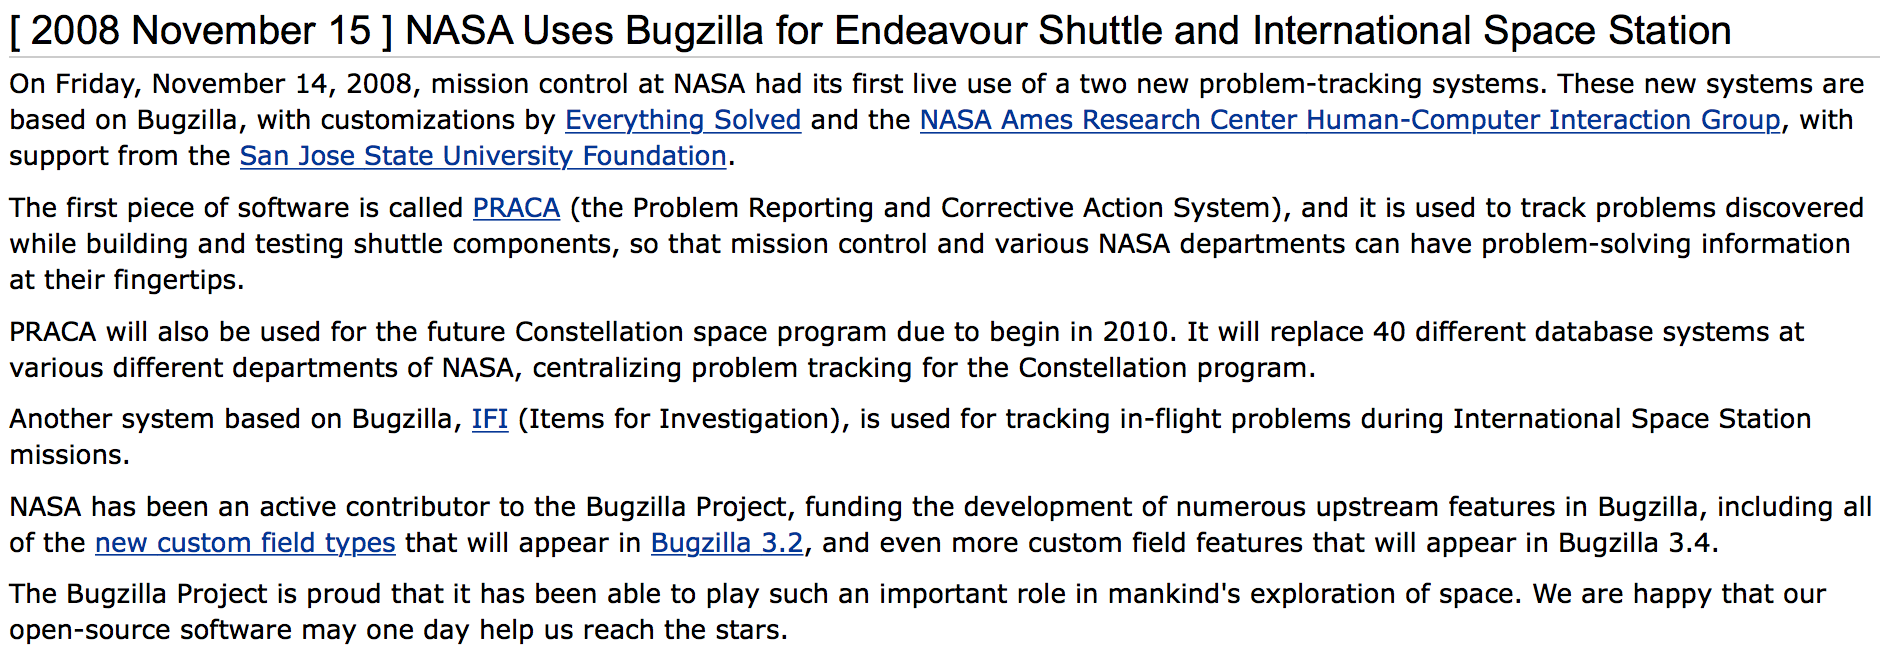 [ 2008 November 15 ] NASA Uses Bugzilla for Endeavour Shuttle and International Space Station
On Friday, November 14, 2008, mission control at NASA had its first live use of a two new problem-tracking systems. These new systems are
based on Bugzilla, with customizations by Everything Solved and the NASA Ames Research Center Human-Computer Interaction Group, with
support from the San Jose State University Foundation.
The first piece of software is called PRACA (the Problem Reporting and Corrective Action System), and it is used to track problems discovered
while building and testing shuttle components, so that mission control and various NASA departments can have problem-solving information
at their fingertips.
PRACA will also be used for the future Constellation space program due to begin in 2010. It will replace 40 different database systems at
various different departments of NASA, centralizing problem tracking for the Constellation program.
Another system based on Bugzilla, IFI (Items for Investigation), is used for tracking in-flight problems during International Space Station
missions.
NASA has been an active contributor to the Bugzilla Project, funding the development of numerous upstream features in Bugzilla, including all
of the new custom field types that will appear in Bugzilla 3.2, and even more custom field features that will appear in Bugzilla 3.4.
The Bugzilla Project is proud that it has been able to play such an important role in mankind's exploration of space. We are happy that our
open-source software may one day help us reach the stars.